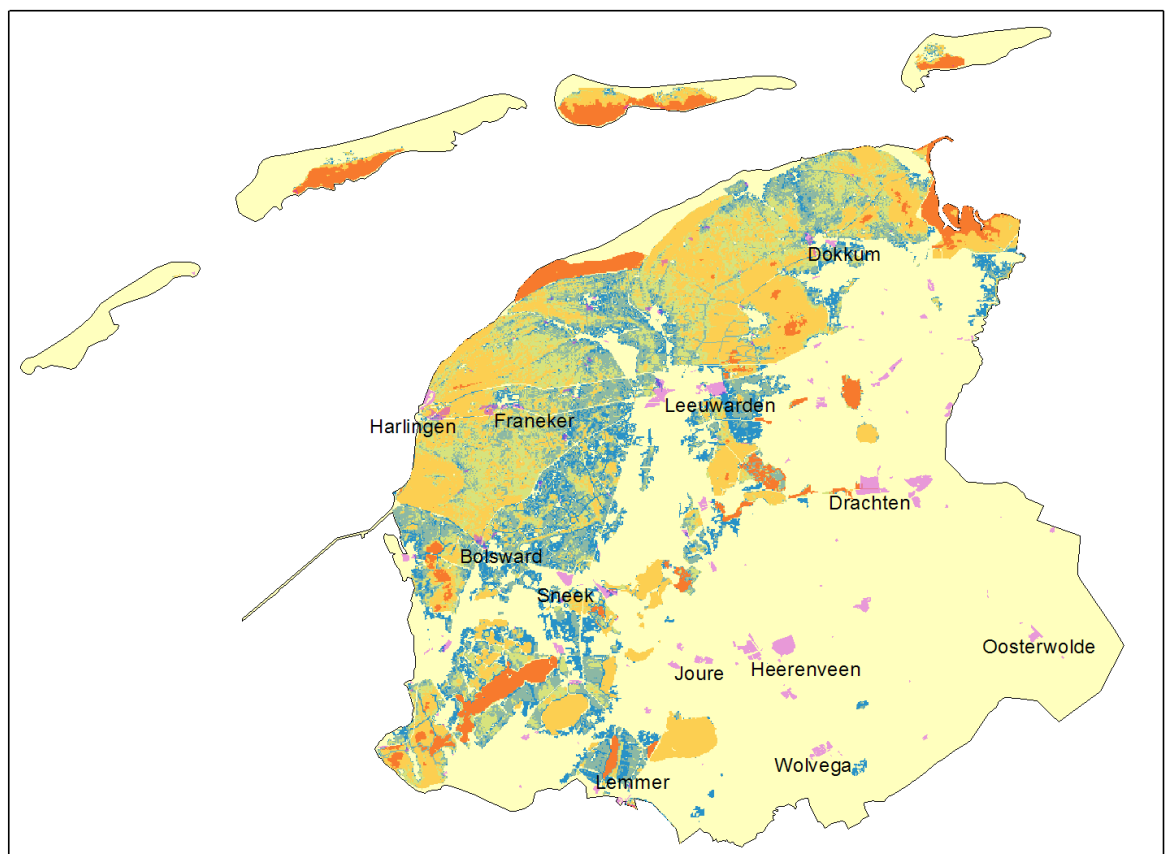 Dokkum
Leeuwarden
Harlingen
Franeker
Drachten
Bolsward
Sneek
Oosterwolde
Joure
Heerenveen
Wolvega
Lemmer